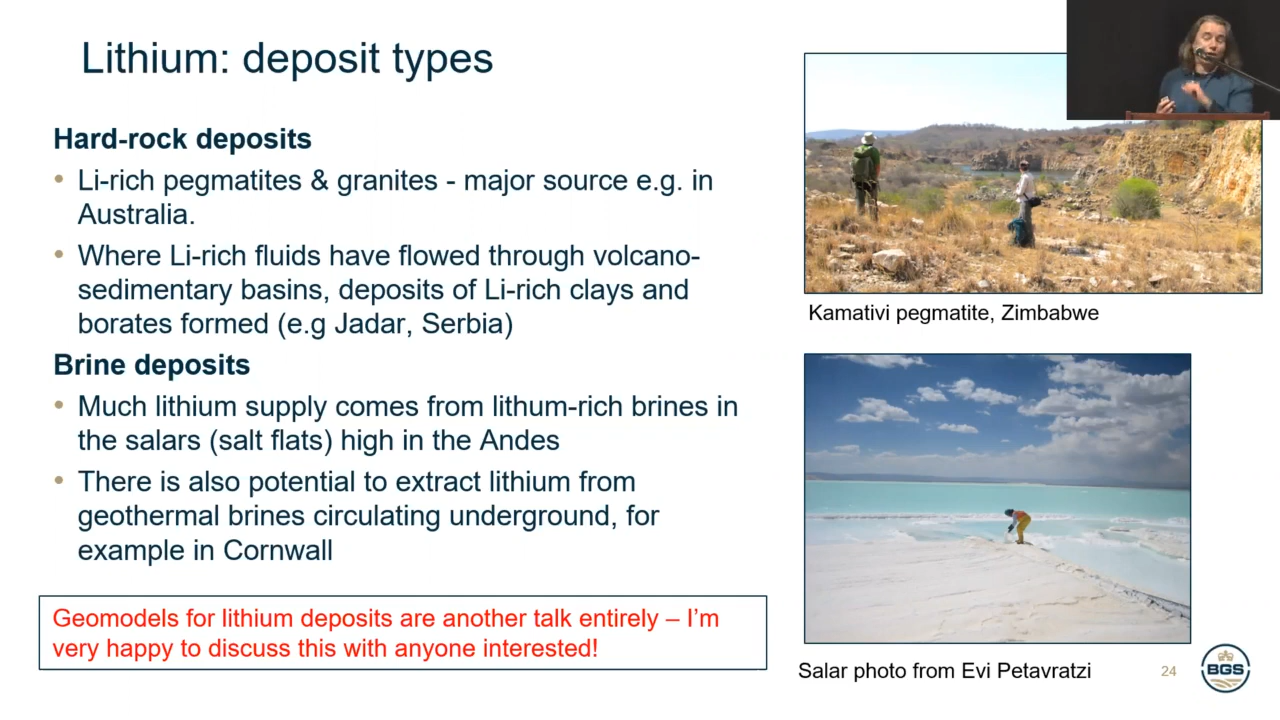 Lithium: deposit types
Hard-rock deposits
• Li-rich pegmatites & granites - major source e.g. in
Australia.
• Where Li-rich fluids have flowed through volcano-
sedimentary basins, deposits of Li-rich clays and
borates formed (e.g Jadar, Serbia)
Brine deposits
• Much lithium supply comes from lithum-rich brines in
the salars (salt flats) high in the Andes
• There is also potential to extract lithium from
geothermal brines circulating underground, for
example in Cornwall
Geomodels for lithium deposits are another talk entirely – I’m
very happy to discuss this with anyone interested!
Kamativi pegmatite, Zimbabwe
Salar photo from Evi Petavratzi
24
BGS